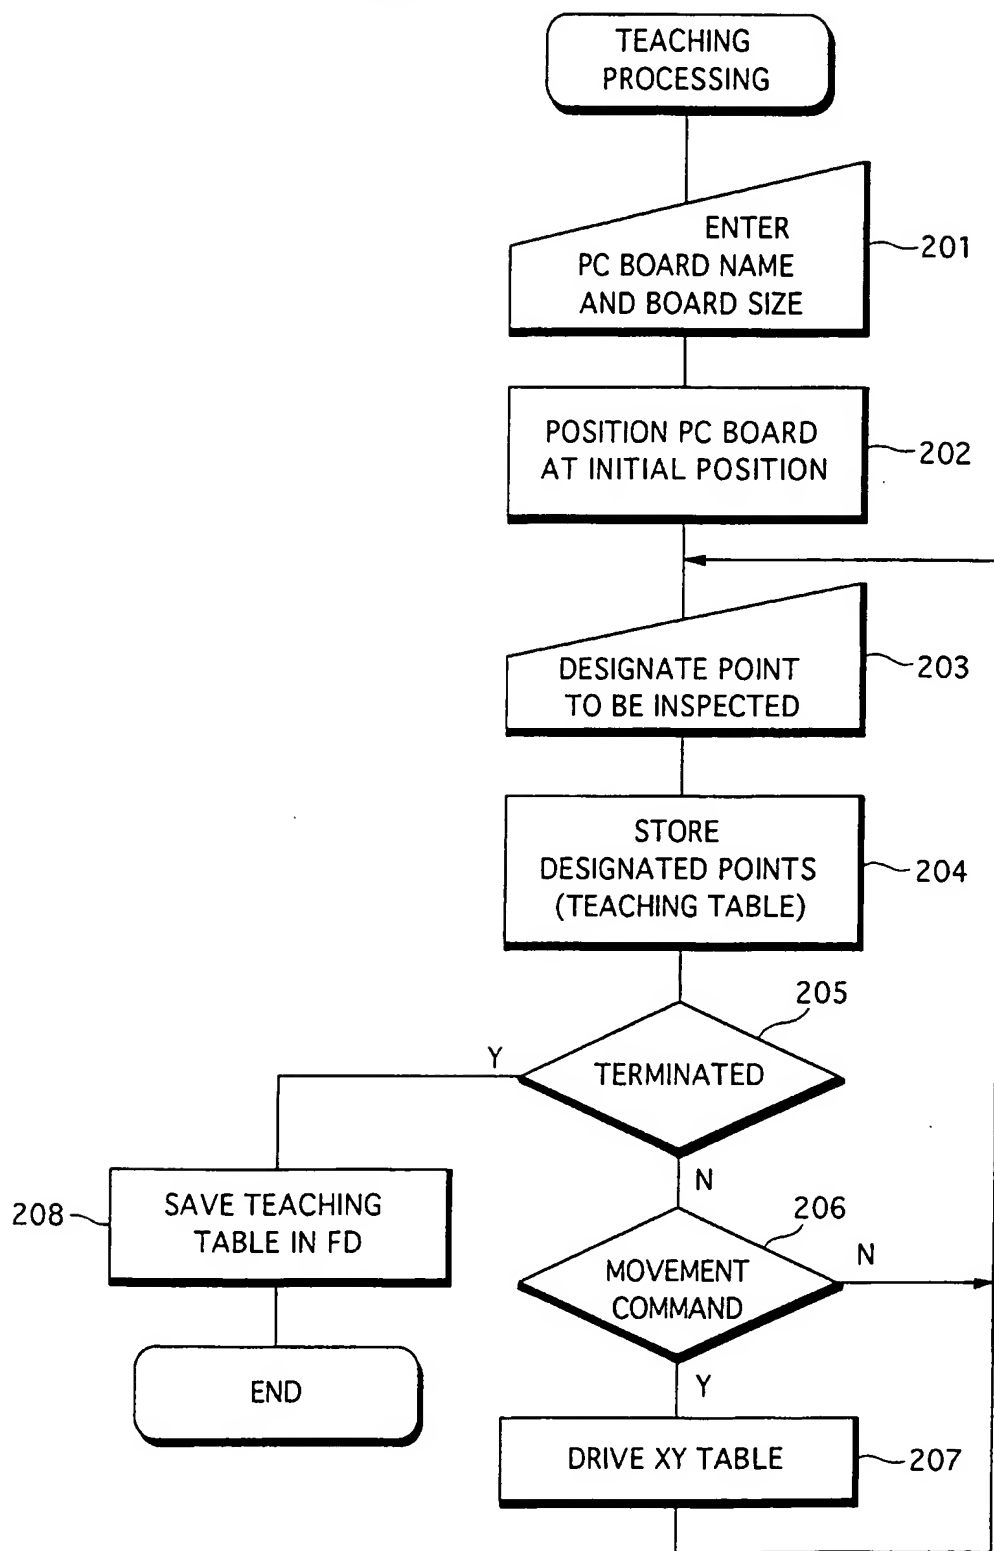 TEACHING
PROCESSING
ENTER
PC BOARD NAME
AND BOARD SIZE
201
POSITION PC BOARD
AT INITIAL POSITION
202
DESIGNATE POINT
TO BE INSPECTED
203
STORE
DESIGNATED POINTS
(TEACHING TABLE)
204
205
TERMINATED
Y
N
208
SAVE TEACHING
TABLE IN FD
206
MOVEMENT
COMMAND
N
Y
END
DRIVE XY TABLE
207